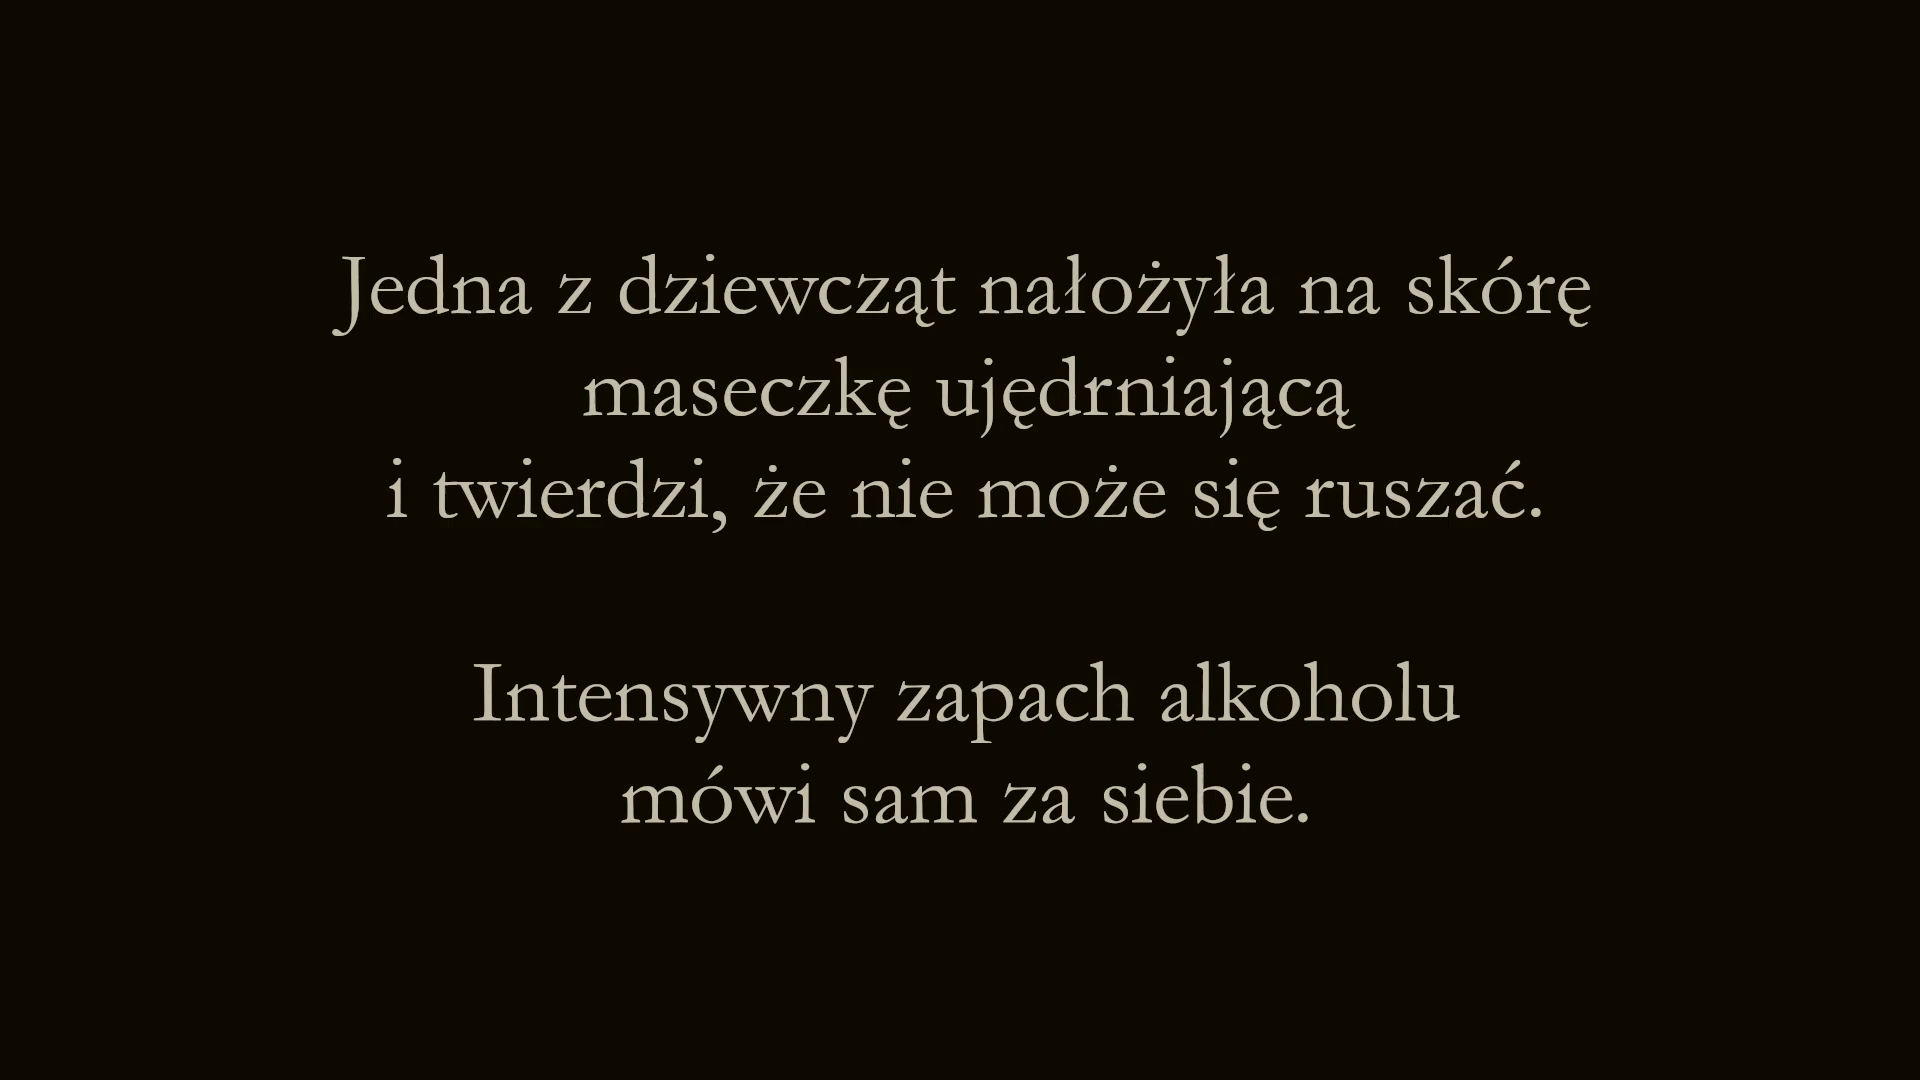 Jedna z dziewcząt nałożyła na skórę
maseczkę ujędrniającą
i twierdzi, że nie może się ruszać.
Intensywny zapach alkoholu
mówi sam za siebie.